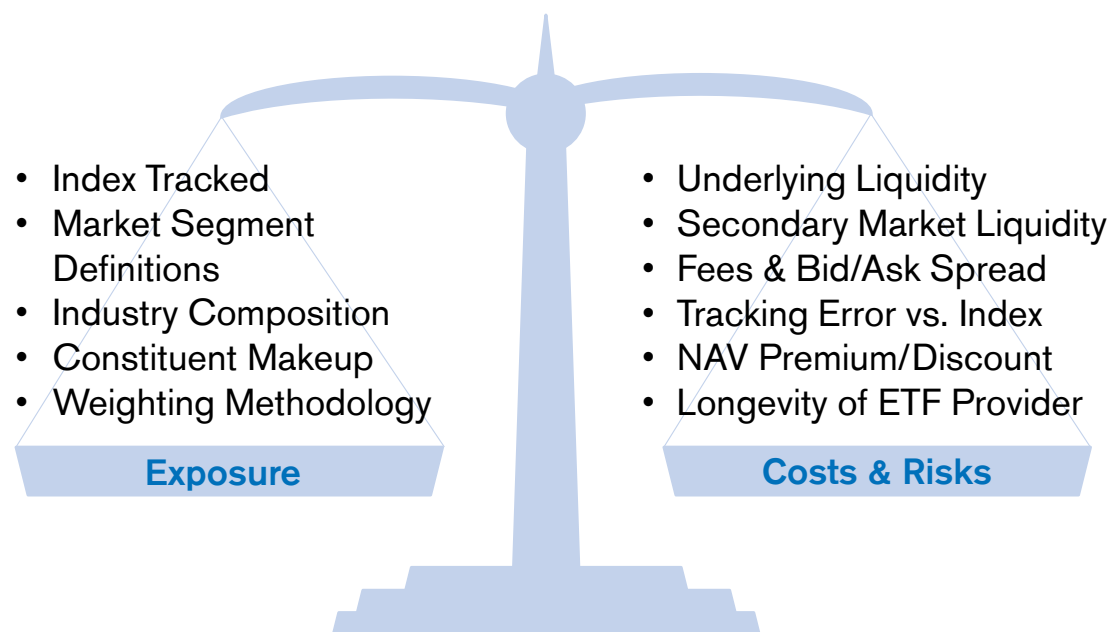 • Index Tracked
• Market Segment
Definitions
• Industry Composition
• Constituent Makeup
• Weighting Methodology
Exposure
• Underlying Liquidity
• Secondary Market Liquidity
• Fees & Bid/Ask Spread
• Tracking Error vs. Index
• NAV Premium/Discount
• Longevity of ETF Provider
Costs & Risks